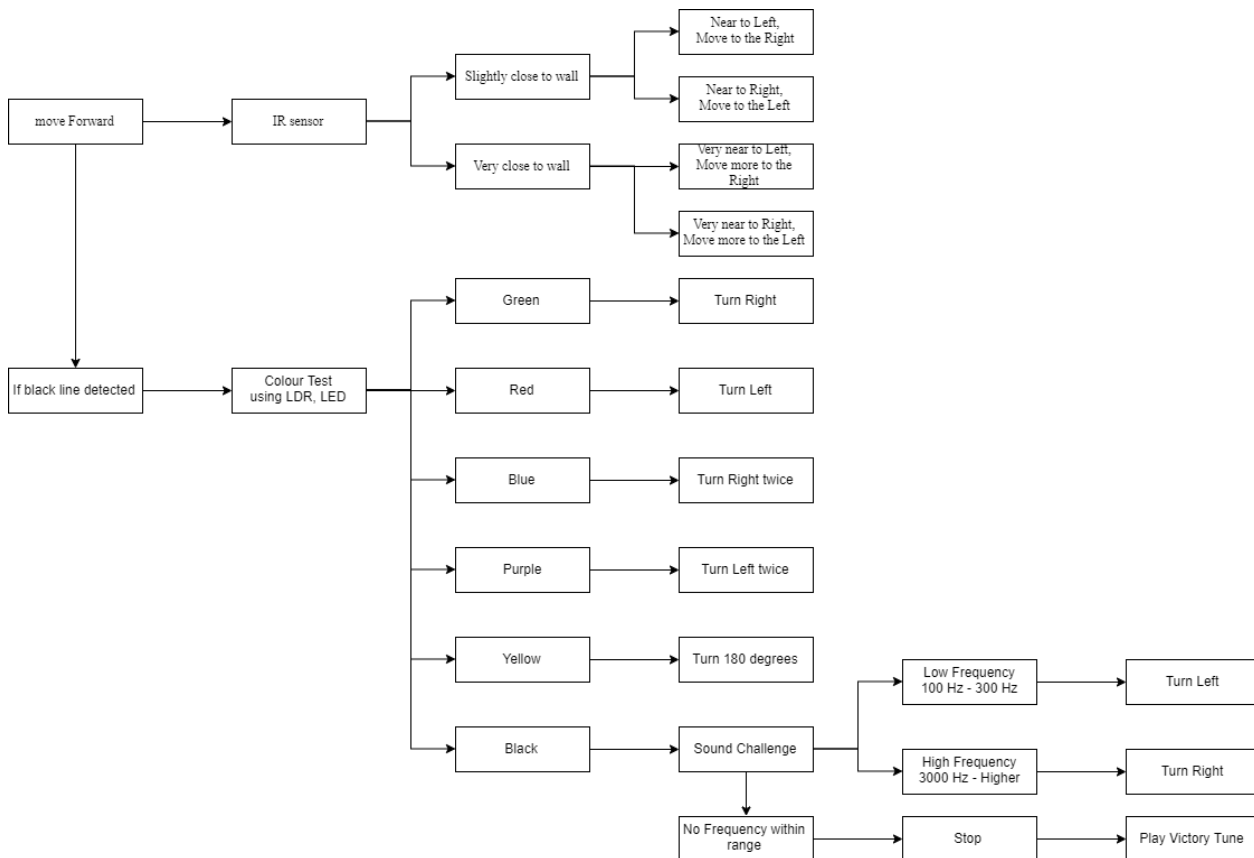 Near to Left,
Move to the Right
Slightly close to wall
Near to Right,
Move to the Left
move Forward
IR sensor
Very near to Left,
Move more to the
Right
Very close to wall
Very near to Right,
Move more to the Left
Green
Turn Right
If black line detected
Colour Test
using LDR, LED
Red
Turn Left
Blue
Turn Right twice
Purple
Turn Left twice
Yellow
Turn 180 degrees
Low Frequency
100 Hz - 300 Hz
Turn Left
Black
Sound Challenge
High Frequency
3000 Hz - Higher
Turn Right
No Frequency within
range
Stop
Play Victory Tune